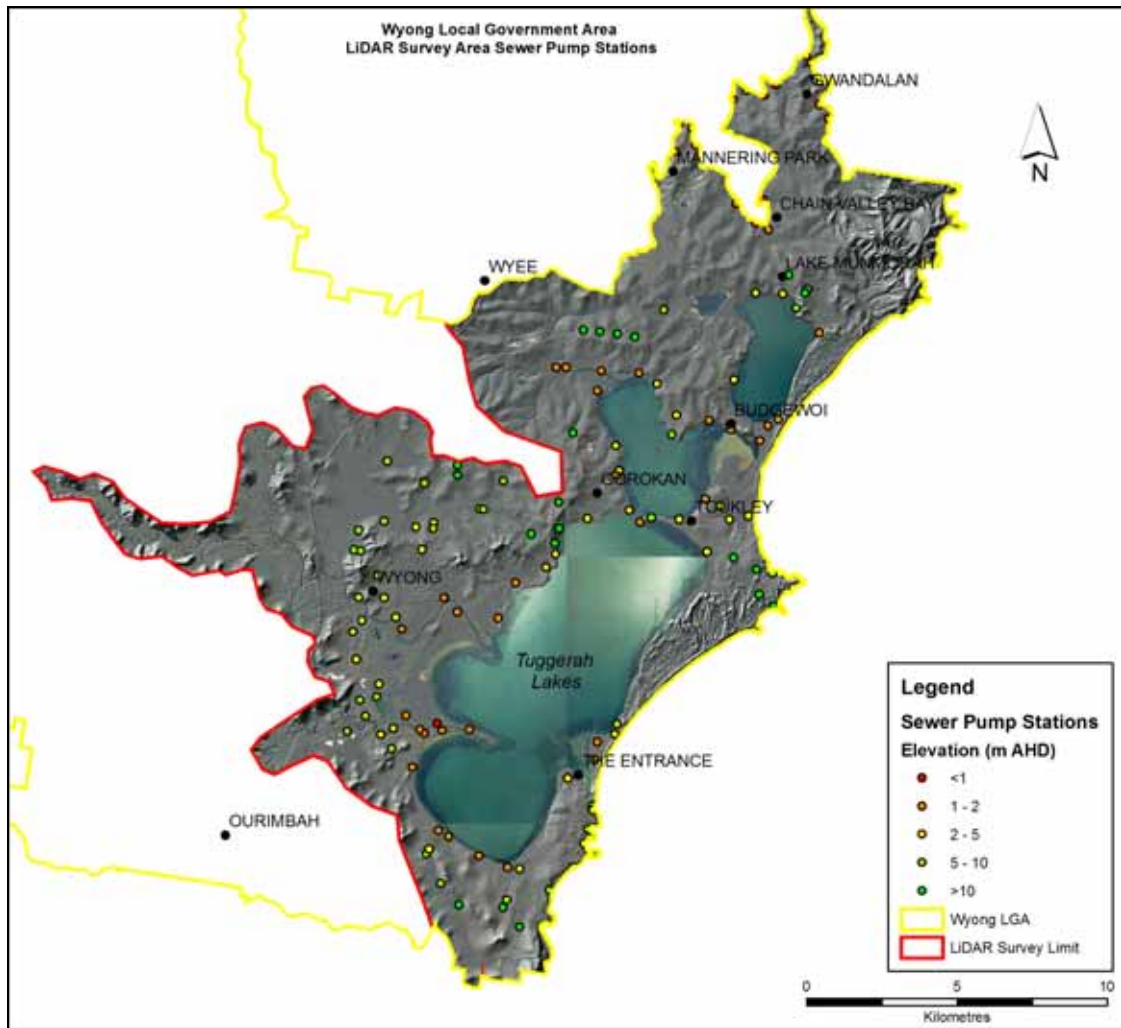 Wyong Local Government Area
LiDAR Survey Area Sewer Pump Stations
GWANDALAN
N
MANNERING PARK
CHAIN VALLEY BAY
LAKE MUNMORAH
WYEE
BUDGEWOI
GOROKAN
TOUKLEY
WYONG
Tuggerah
Lakes
THE ENTRANCE
OURIMBAH
Legend
Sewer Pump Stations
Elevation (m AHD)
<1
1 - 2
2 - 5
5 - 10
>10
Wyong LGA
LiDAR Survey Limit
0 5 10
Kilometres